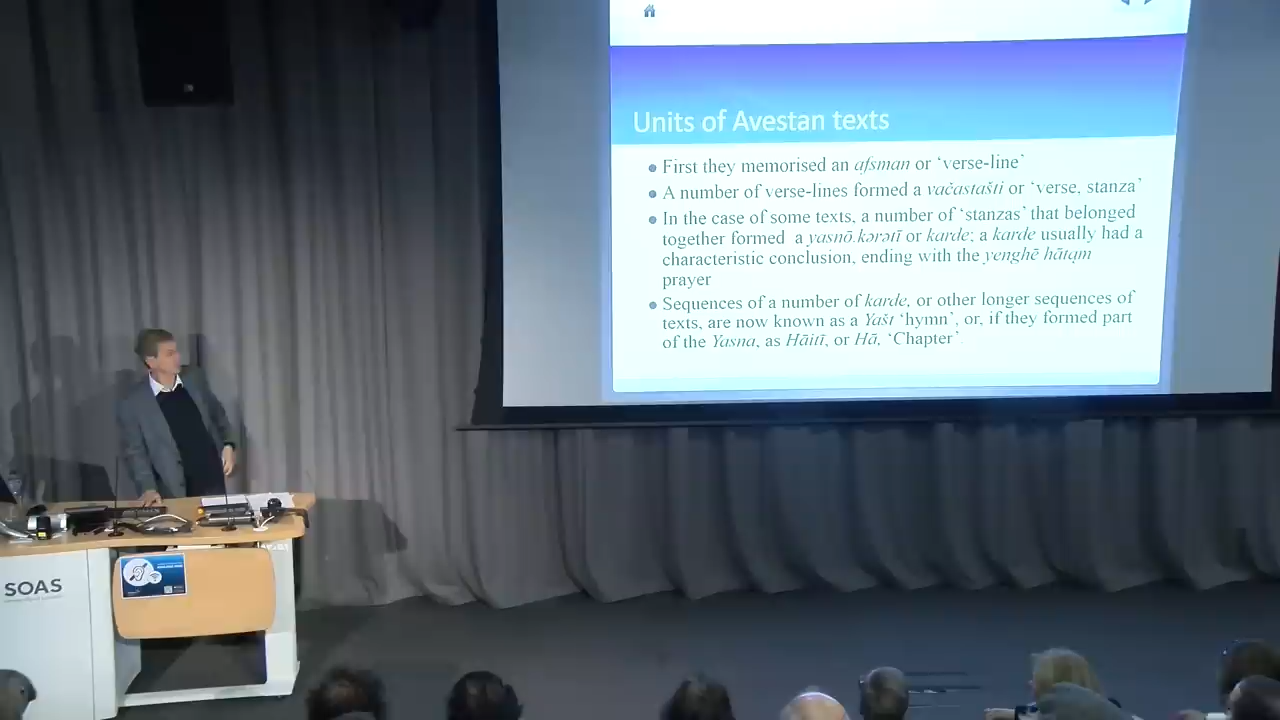 Units of Avestan texts
First they memorised an afsman or ‘verse-line’
A number of verse-lines formed a vačastašti or ‘verse, stanza’
In the case of some texts, a number of ‘stanzas’ that belonged
together formed a yasnō.kərətī or karde; a karde usually had a
characteristic conclusion, ending with the yenghē hātąm
prayer
Sequences of a number of karde, or other longer sequences of
texts, are now known as a Yašt ‘hymn’, or, if they formed part
of the Yasna, as Hāitī, or Hā, ‘Chapter’.
SOAS